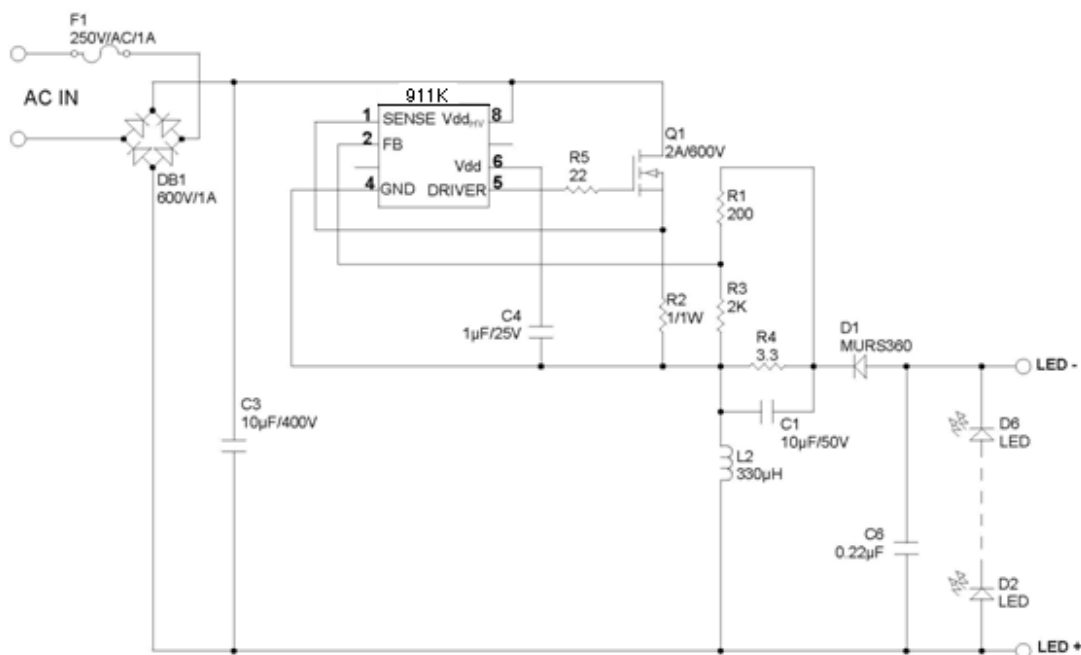 F1
250V/AC/1A
AC IN
DB1
600V/1A
911K
1 SENSE VddHV 8
2 FB
Vdd 6
4 GND DRIVER 5
R5
22
Q1
2A/600V
R1
200
R2
1/1W
R3
2K
C4
1µF/25V
R4
3.3
D1
MURS360
LED -
C3
10µF/400V
C1
10µF/50V
L2
330µH
D6
LED
C6
0.22µF
D2
LED
LED +